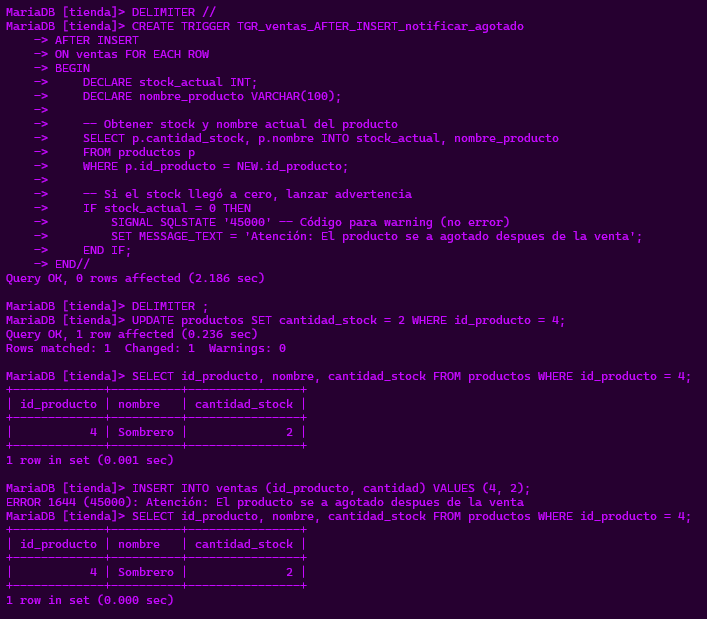 MariaDB [tienda]> DELIMITER //
MariaDB [tienda]> CREATE TRIGGER TGR_ventas_AFTER_INSERT_notificar_agotado
    -> AFTER INSERT
    -> ON ventas FOR EACH ROW
    -> BEGIN
    ->     DECLARE stock_actual INT;
    ->     DECLARE nombre_producto VARCHAR(100);
    ->
    ->     -- Obtener stock y nombre actual del producto
    ->     SELECT p.cantidad_stock, p.nombre INTO stock_actual, nombre_producto
    ->     FROM productos p
    ->     WHERE p.id_producto = NEW.id_producto;
    ->
    ->     -- Si el stock llegó a cero, lanzar advertencia
    ->     IF stock_actual = 0 THEN
    ->         SIGNAL SQLSTATE '45000' -- Código para warning (no error)
    ->         SET MESSAGE_TEXT = 'Atención: El producto se a agotado despues de la venta';
    ->     END IF;
    -> END//
Query OK, 0 rows affected (2.186 sec)

MariaDB [tienda]> DELIMITER ;
MariaDB [tienda]> UPDATE productos SET cantidad_stock = 2 WHERE id_producto = 4;
Query OK, 1 row affected (0.236 sec)
Rows matched: 1  Changed: 1  Warnings: 0

MariaDB [tienda]> SELECT id_producto, nombre, cantidad_stock FROM productos WHERE id_producto = 4;
+-------------+----------+----------------+
| id_producto | nombre   | cantidad_stock |
+-------------+----------+----------------+
|           4 | Sombrero |              2 |
+-------------+----------+----------------+
1 row in set (0.001 sec)

MariaDB [tienda]> INSERT INTO ventas (id_producto, cantidad) VALUES (4, 2);
ERROR 1644 (45000): Atención: El producto se a agotado despues de la venta
MariaDB [tienda]> SELECT id_producto, nombre, cantidad_stock FROM productos WHERE id_producto = 4;
+-------------+----------+----------------+
| id_producto | nombre   | cantidad_stock |
+-------------+----------+----------------+
|           4 | Sombrero |              2 |
+-------------+----------+----------------+
1 row in set (0.000 sec)